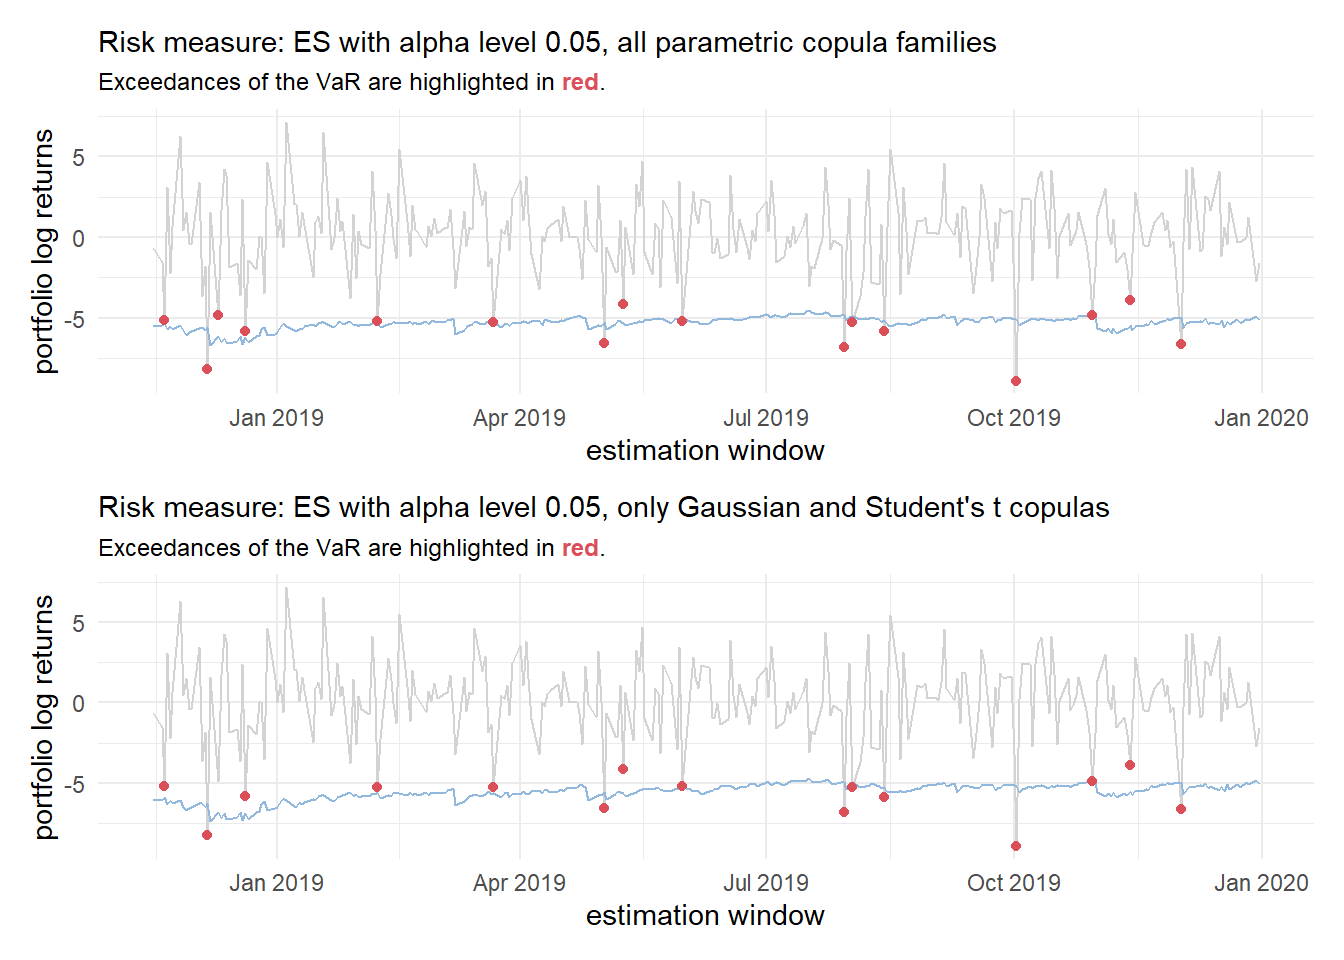 Risk measure: ES with alpha level 0.05, all parametric copula families
Exceedances of the VaR are highlighted in red.
portfolio log returns
5
0
-5
Jan 2019
Apr 2019
Jul 2019
Oct 2019
Jan 2020
estimation window
Risk measure: ES with alpha level 0.05, only Gaussian and Student's t copulas
Exceedances of the VaR are highlighted in red.
portfolio log returns
5
0
-5
Jan 2019
Apr 2019
Jul 2019
Oct 2019
Jan 2020
estimation window